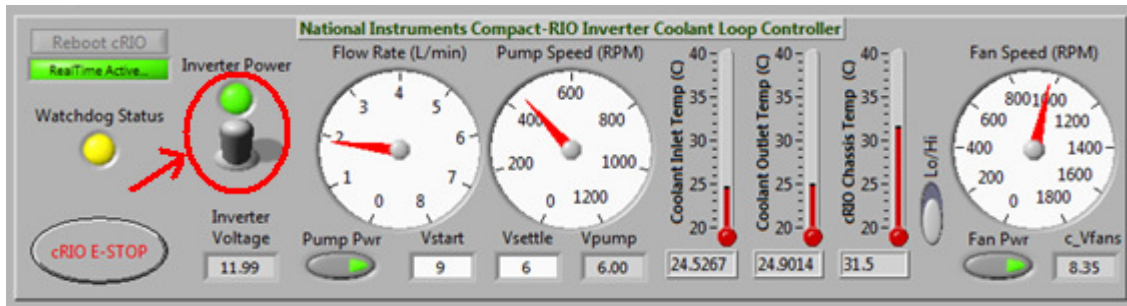 National Instruments Compact-RIO Inverter Coolant Loop Controller
Reboot cRIO
RealTime Active...
Inverter Power
Watchdog Status
cRIO E-STOP
Inverter
Voltage
11.99
Flow Rate (L/min)
0 1 2 3 4 5 6 7 8
Pump Pwr
Vstart
9
Pump Speed (RPM)
0 200 400 600 800 1000 1200
Vsettle
6
Vpump
6.00
Coolant Inlet Temp (C)
40
35
30
25
20
24.5267
Coolant Outlet Temp (C)
40
35
30
25
20
24.9014
cRIO Chassis Temp (C)
40
35
30
25
20
31.5
Lo/Hi
Fan Speed (RPM)
0 200 400 600 800 1000 1200 1400 1600 1800
Fan Pwr
c_Vfans
8.35